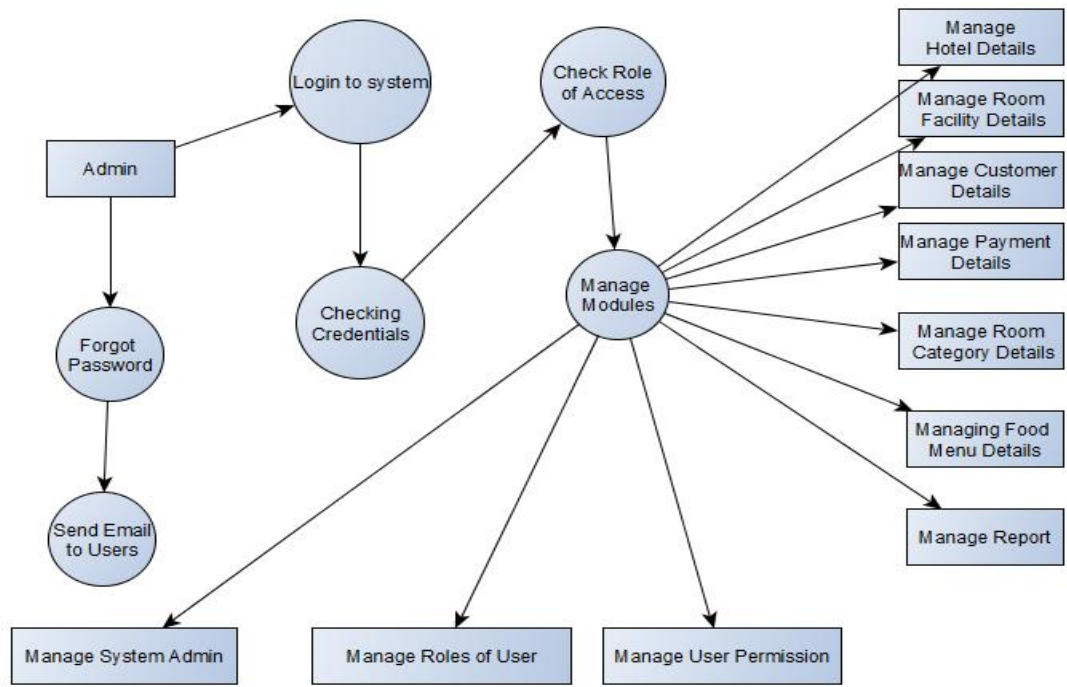 Admin
Login to system
Forgot
Password
Send Email
to Users
Checking
Credentials
Check Role
of Access
Manage
Modules
Manage
Hotel Details
Manage Room
Facility Details
Manage Customer
Details
Manage Payment
Details
Manage Room
Category Details
Managing Food
Menu Details
Manage Report
Manage System Admin
Manage Roles of User
Manage User Permission